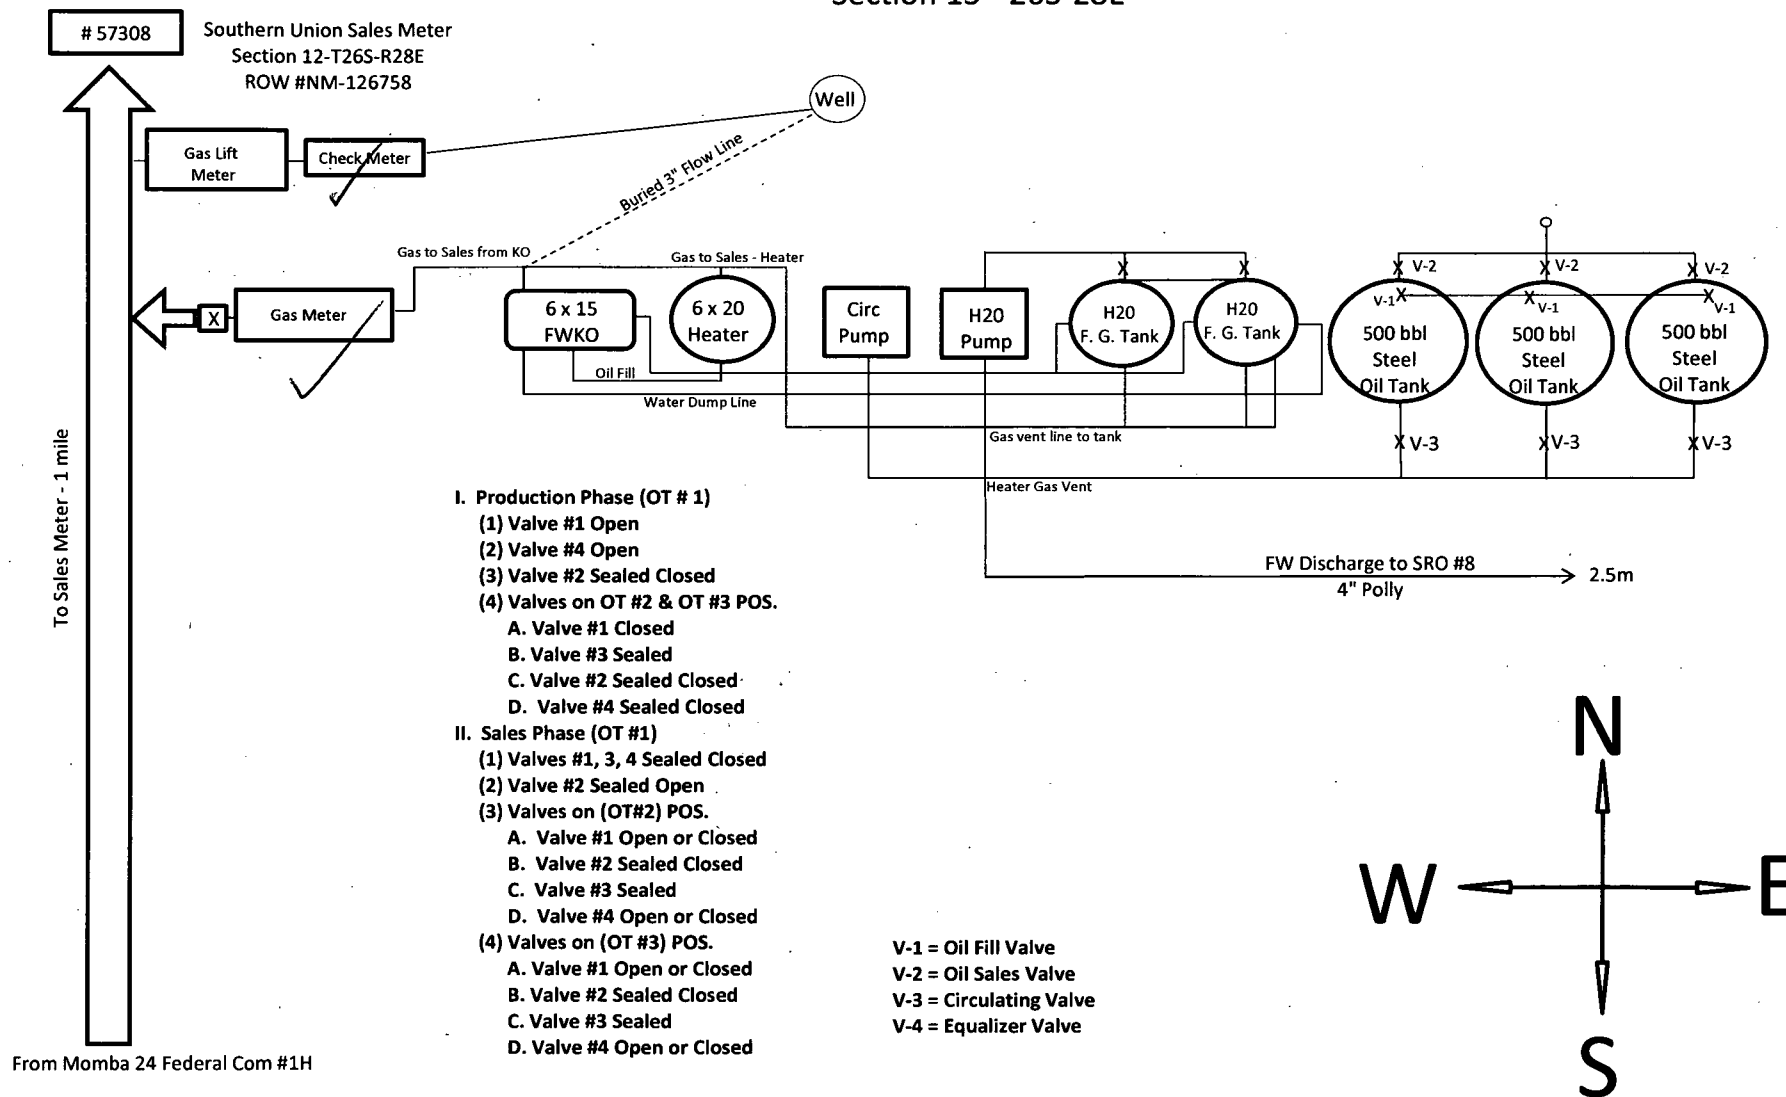 # 57308
Southern Union Sales Meter
Section 12-T26S-R28E
ROW #NM-126758
Well
Gas Lift
Meter
Check Meter
Buried 3" Flow Line
Gas to Sales from KO
Gas to Sales - Heater
X
Gas Meter
6 x 15
FWKO
6 x 20
Heater
Circ
Pump
H20
Pump
X
X
H20
F. G. Tank
H20
F. G. Tank
X V-2
X V-2
X V-2
V-1 X
X V-1
X V-1
500 bbl
Steel
Oil Tank
500 bbl
Steel
Oil Tank
500 bbl
Steel
Oil Tank
Oil Fill
Water Dump Line
Gas vent line to tank
X V-3
X V-3
X V-3
Heater Gas Vent
FW Discharge to SRO #8
4" Polly
2.5m
To Sales Meter - 1 mile
I. Production Phase (OT # 1)
(1) Valve #1 Open
(2) Valve #4 Open
(3) Valve #2 Sealed Closed
(4) Valves on OT #2 & OT #3 POS.
A. Valve #1 Closed
B. Valve #3 Sealed
C. Valve #2 Sealed Closed
D. Valve #4 Sealed Closed
II. Sales Phase (OT #1)
(1) Valves #1, 3, 4 Sealed Closed
(2) Valve #2 Sealed Open
(3) Valves on (OT#2) POS.
A. Valve #1 Open or Closed
B. Valve #2 Sealed Closed
C. Valve #3 Sealed
D. Valve #4 Open or Closed
(4) Valves on (OT #3) POS.
A. Valve #1 Open or Closed
B. Valve #2 Sealed Closed
C. Valve #3 Sealed
D. Valve #4 Open or Closed
V-1 = Oil Fill Valve
V-2 = Oil Sales Valve
V-3 = Circulating Valve
V-4 = Equalizer Valve
N
W
E
S
From Momba 24 Federal Com #1H